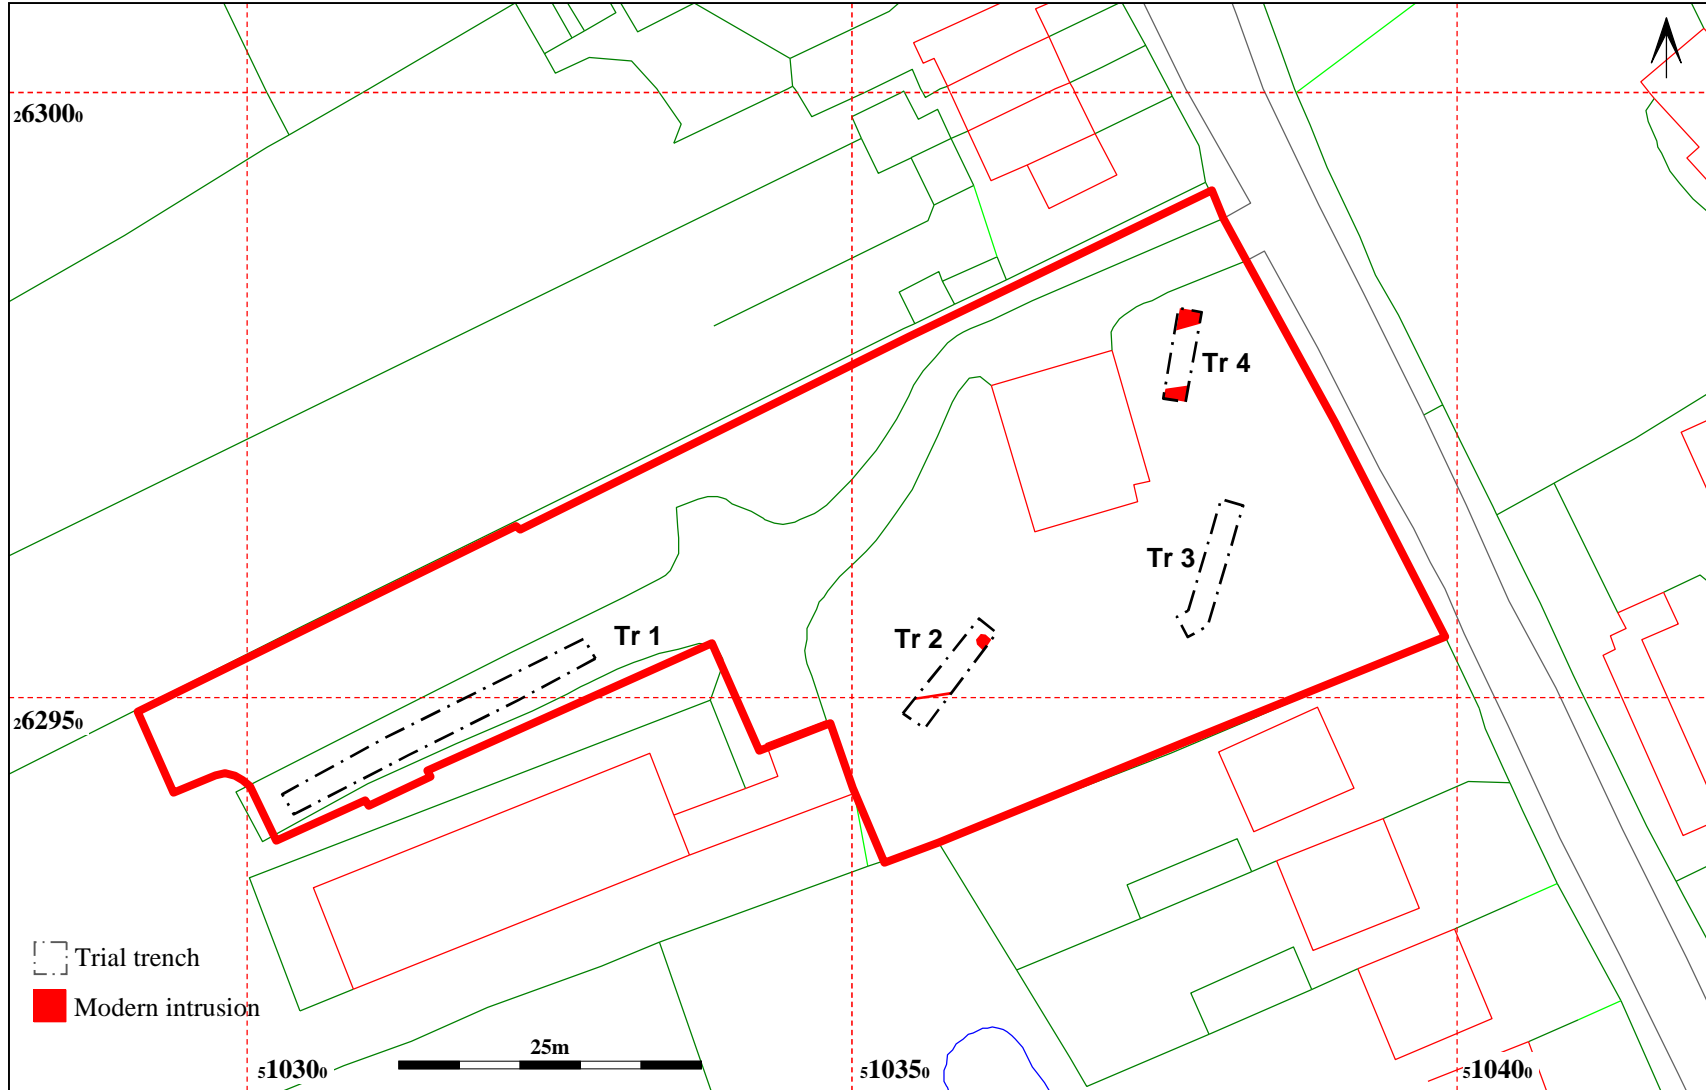 263000
Tr 4
Tr 3
Tr 1
Tr 2
262950
Trial trench
Modern intrusion
25m
510300
510350
510400